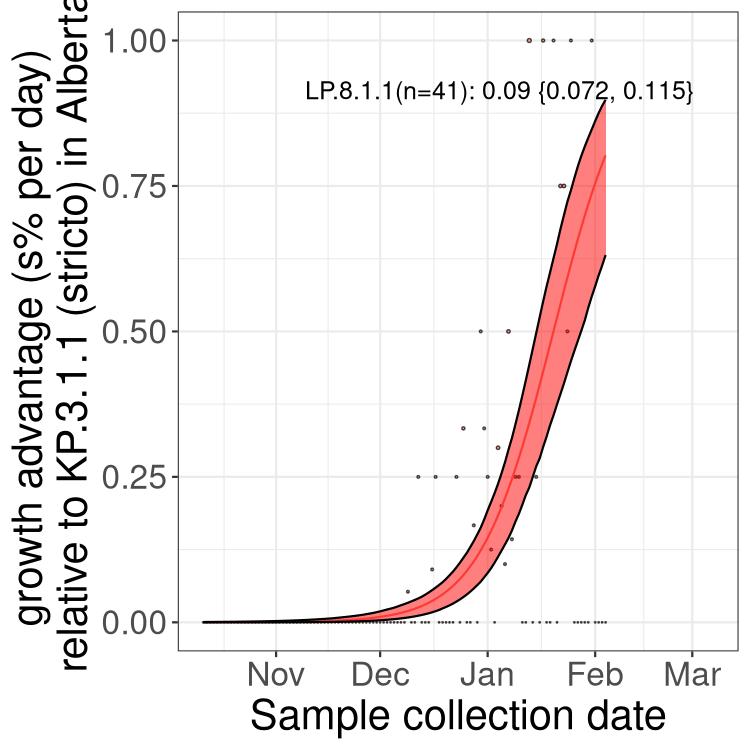 growth advantage (s% per day)
relative to KP.3.1.1 (stricto) in Alberta
1.00
0.75
0.50
0.25
0.00
LP.8.1.1(n=41): 0.09 {0.072, 0.115}
Nov Dec Jan Feb Mar
Sample collection date